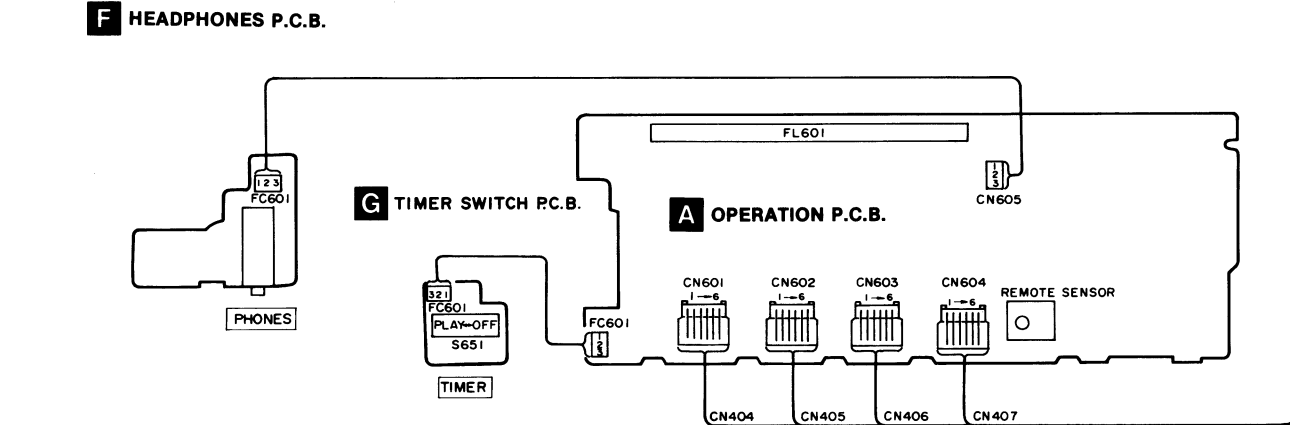 F HEADPHONES P.C.B.
FL601
1 2 3
FC601
1
2
3
CN605
G TIMER SWITCH P.C.B.
A OPERATION P.C.B.
PHONES
3 2 1
FC601
PLAY↔OFF
S651
TIMER
FC601
1
2
3
CN601
1→6
CN602
1→6
CN603
1→6
CN604
1→6
REMOTE SENSOR
CN404
CN405
CN406
CN407